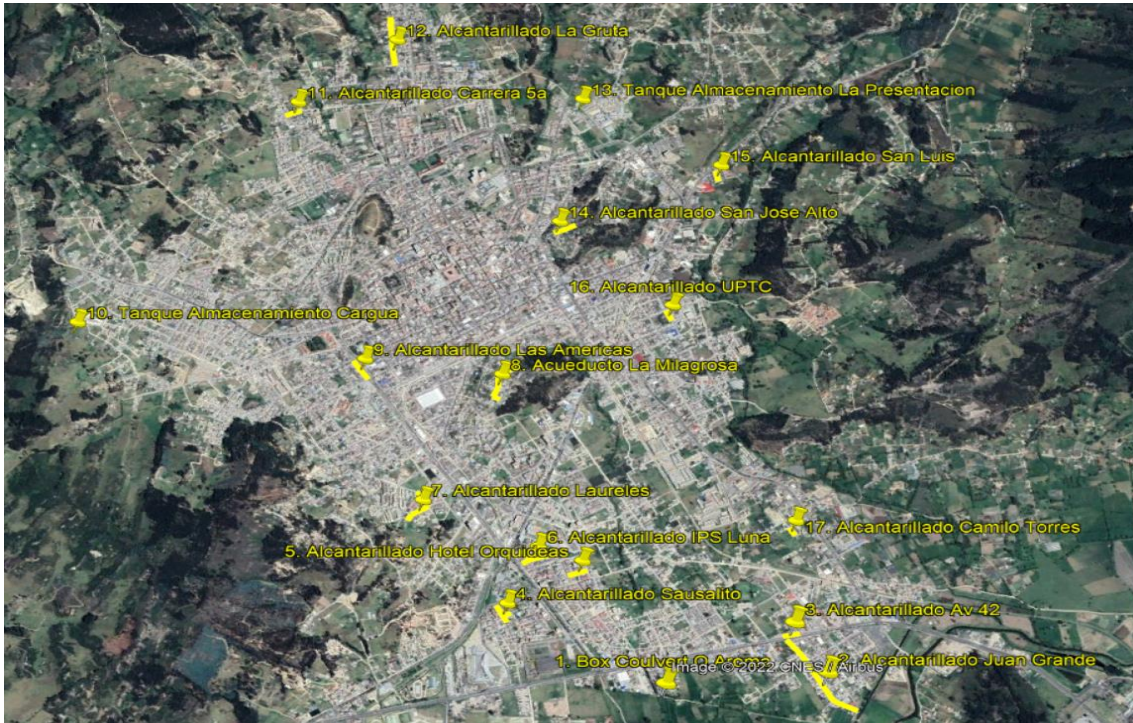 12. Alcantarillado La Gruta
11. Alcantarillado Carrera 5a
13. Tanque Almacenamiento La Presentacion
15. Alcantarillado San Luis
14. Alcantarillado San Jose Alto
16. Alcantarillado UPTC
10. Tanque Almacenamiento Cargua
9. Alcantarillado Las Americas
8. Acueducto La Milagrosa
7. Alcantarillado Laureles
17. Alcantarillado Camilo Torres
6. Alcantarillado IPS Luna
5. Alcantarillado Hotel Orquideas
4. Alcantarillado Sausalito
3. Alcantarillado Av 42
1. Box Coulvert Q Aroma
2. Alcantarillado Juan Grande
Image © 2022 CNES / Airbus